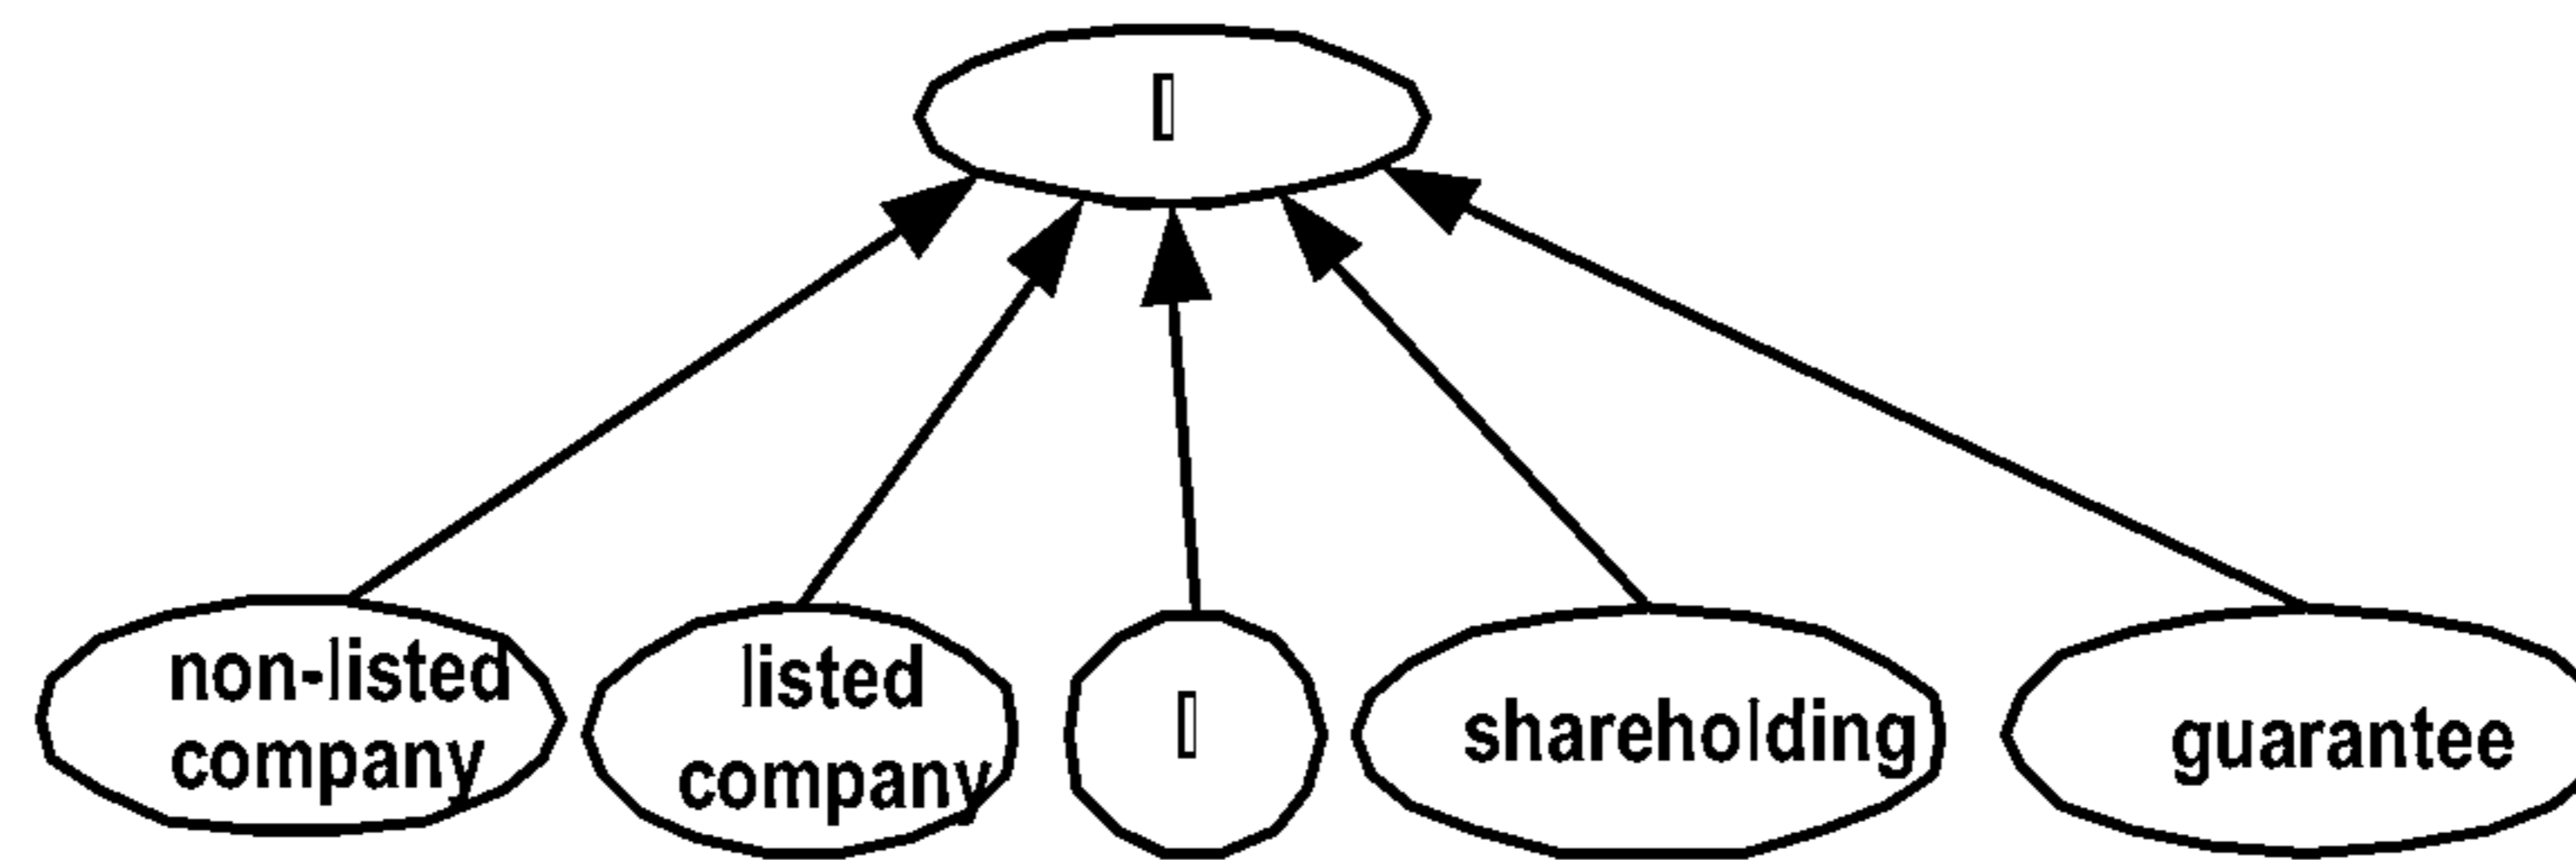 non-listed
company
listed
company
shareholding
guarantee